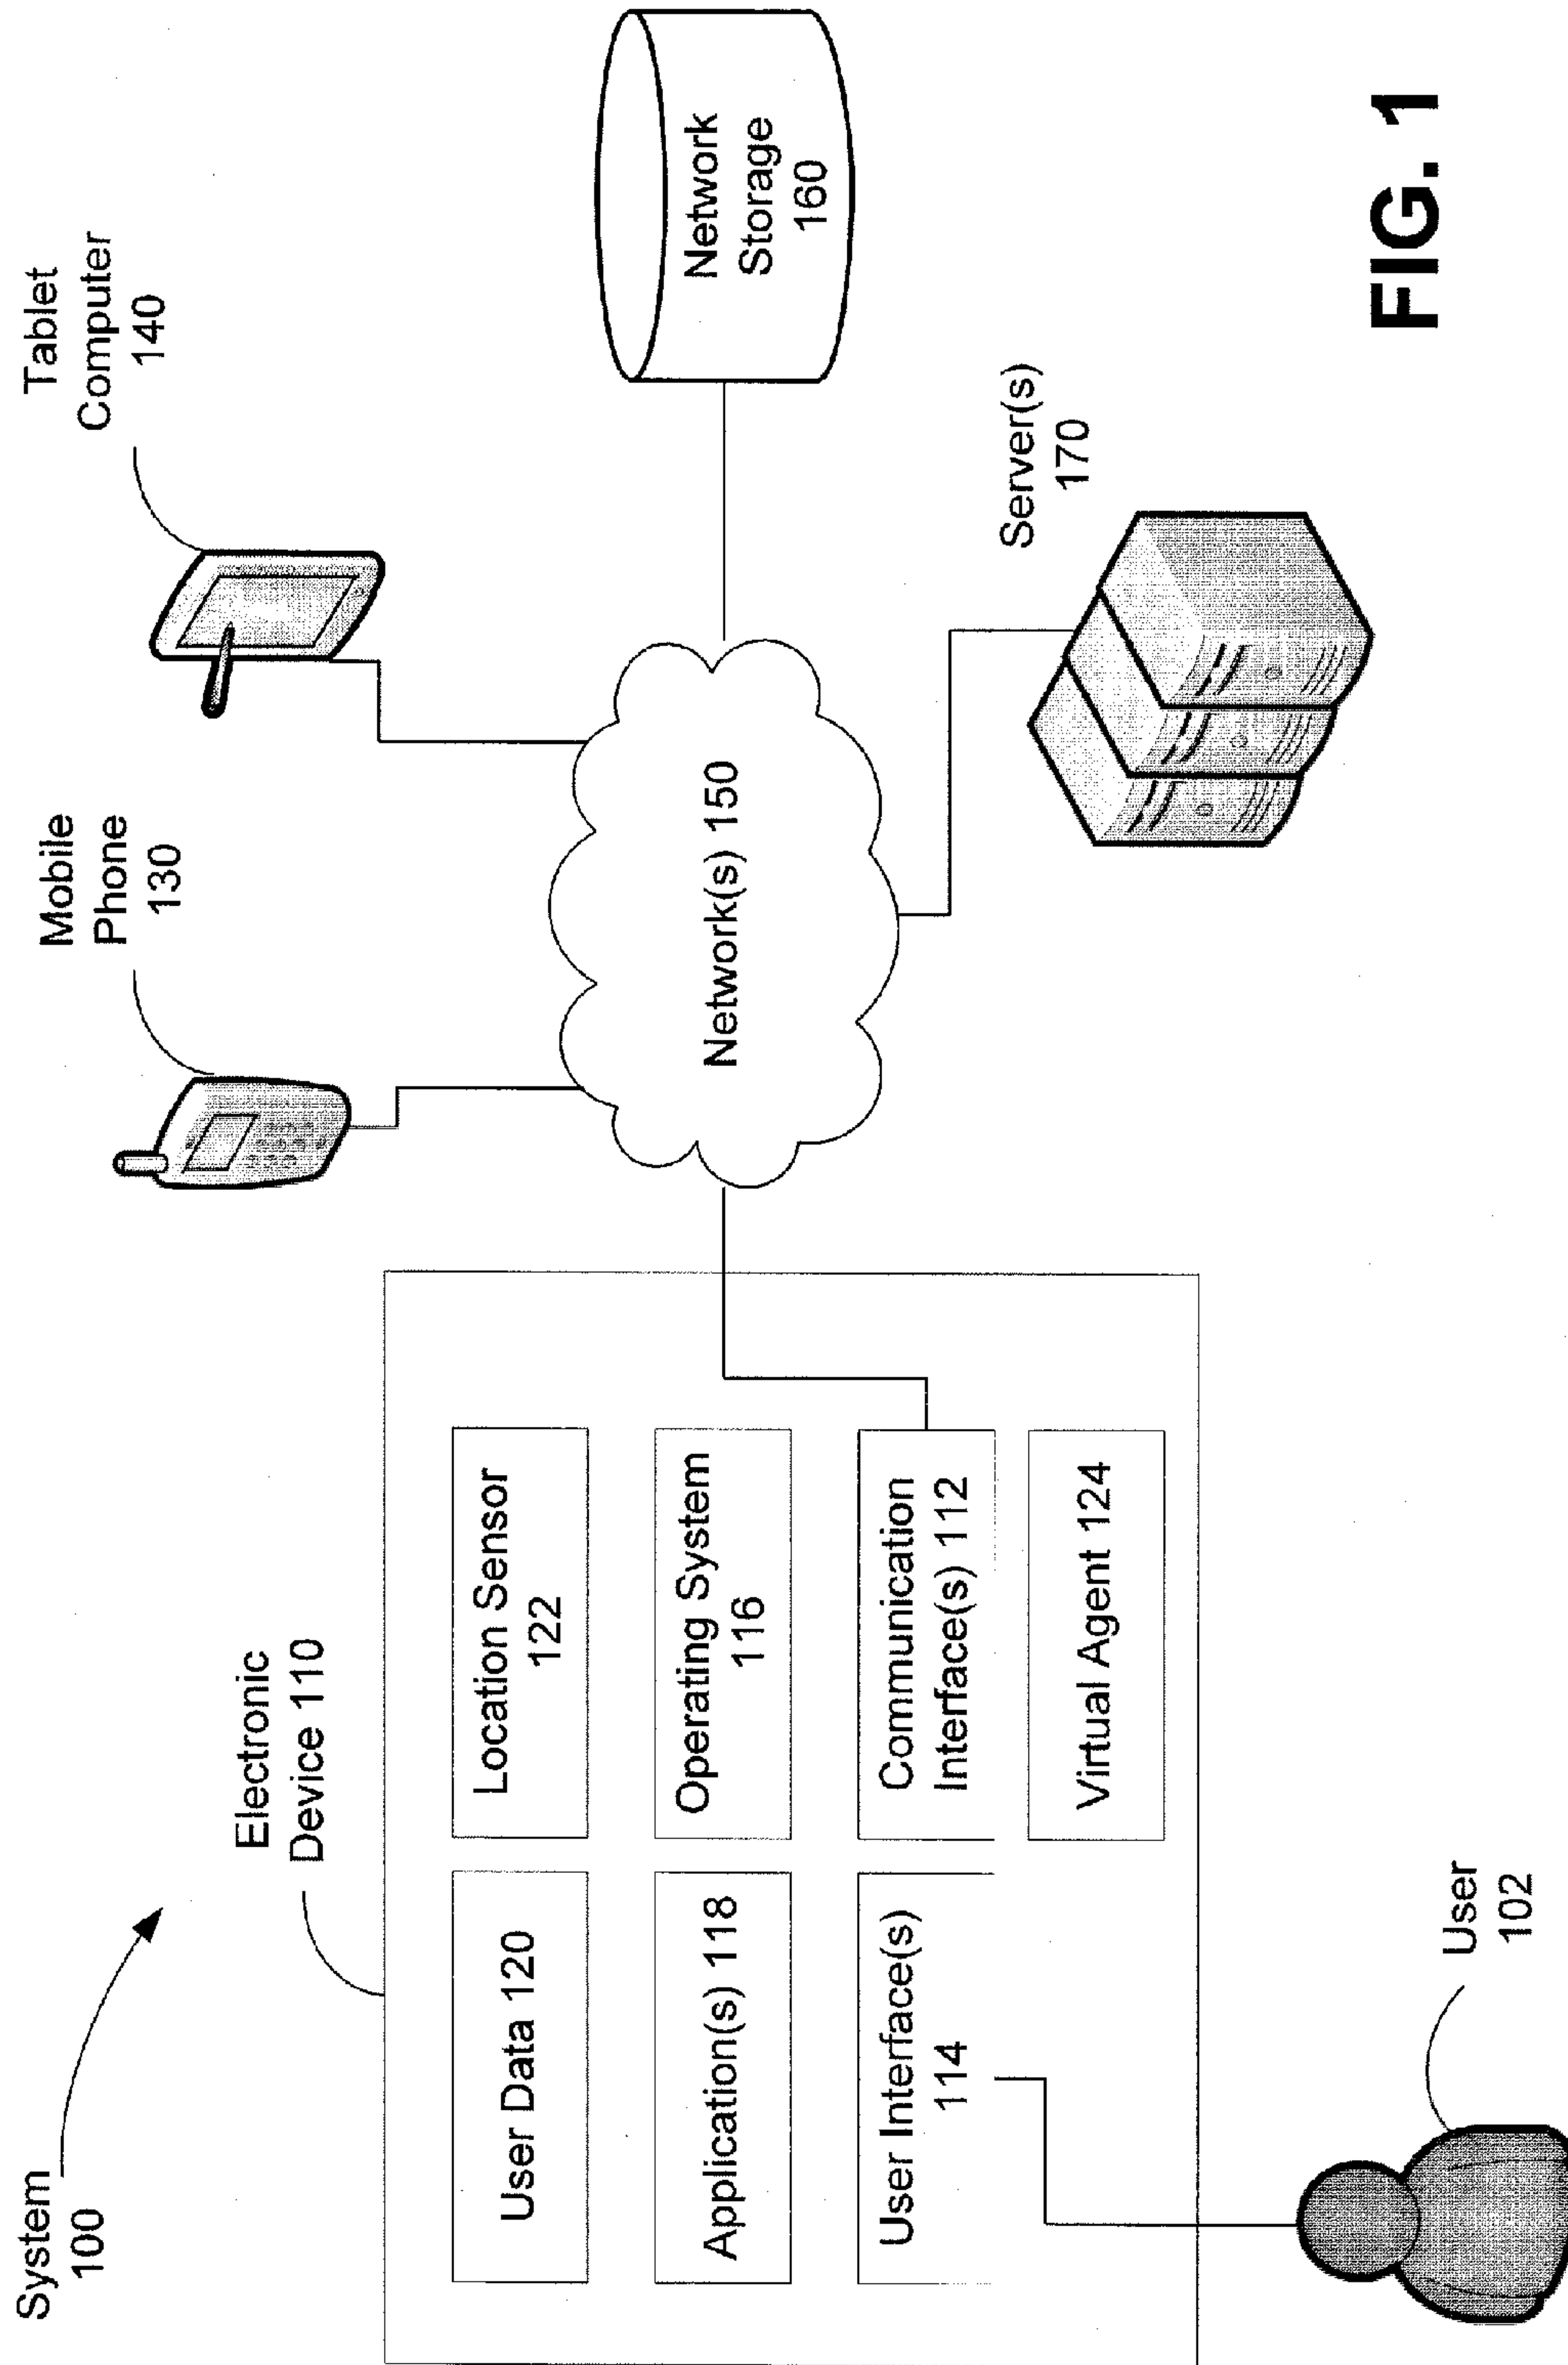 System
100
Electronic
Device 110
Mobile
Phone
130
Tablet
Computer
140
User Data 120
Location Sensor
122
Application(s) 118
Operating System
116
User Interface(s)
114
Communication
Interface(s) 112
Virtual Agent 124
Network(s) 150
Network
Storage
160
Server(s)
170
User
102
FIG. 1